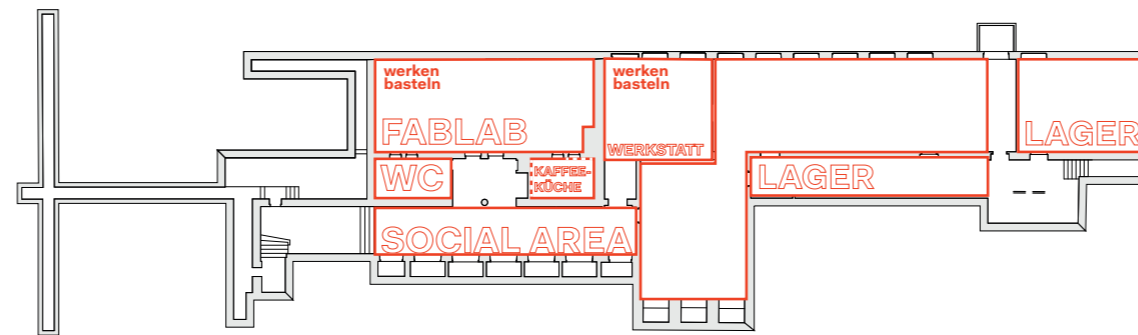 werken
basteln
FABLAB
werken
basteln
WERKSTATT
LAGER
WC
KAFFEE-
KÜCHE
LAGER
SOCIAL AREA